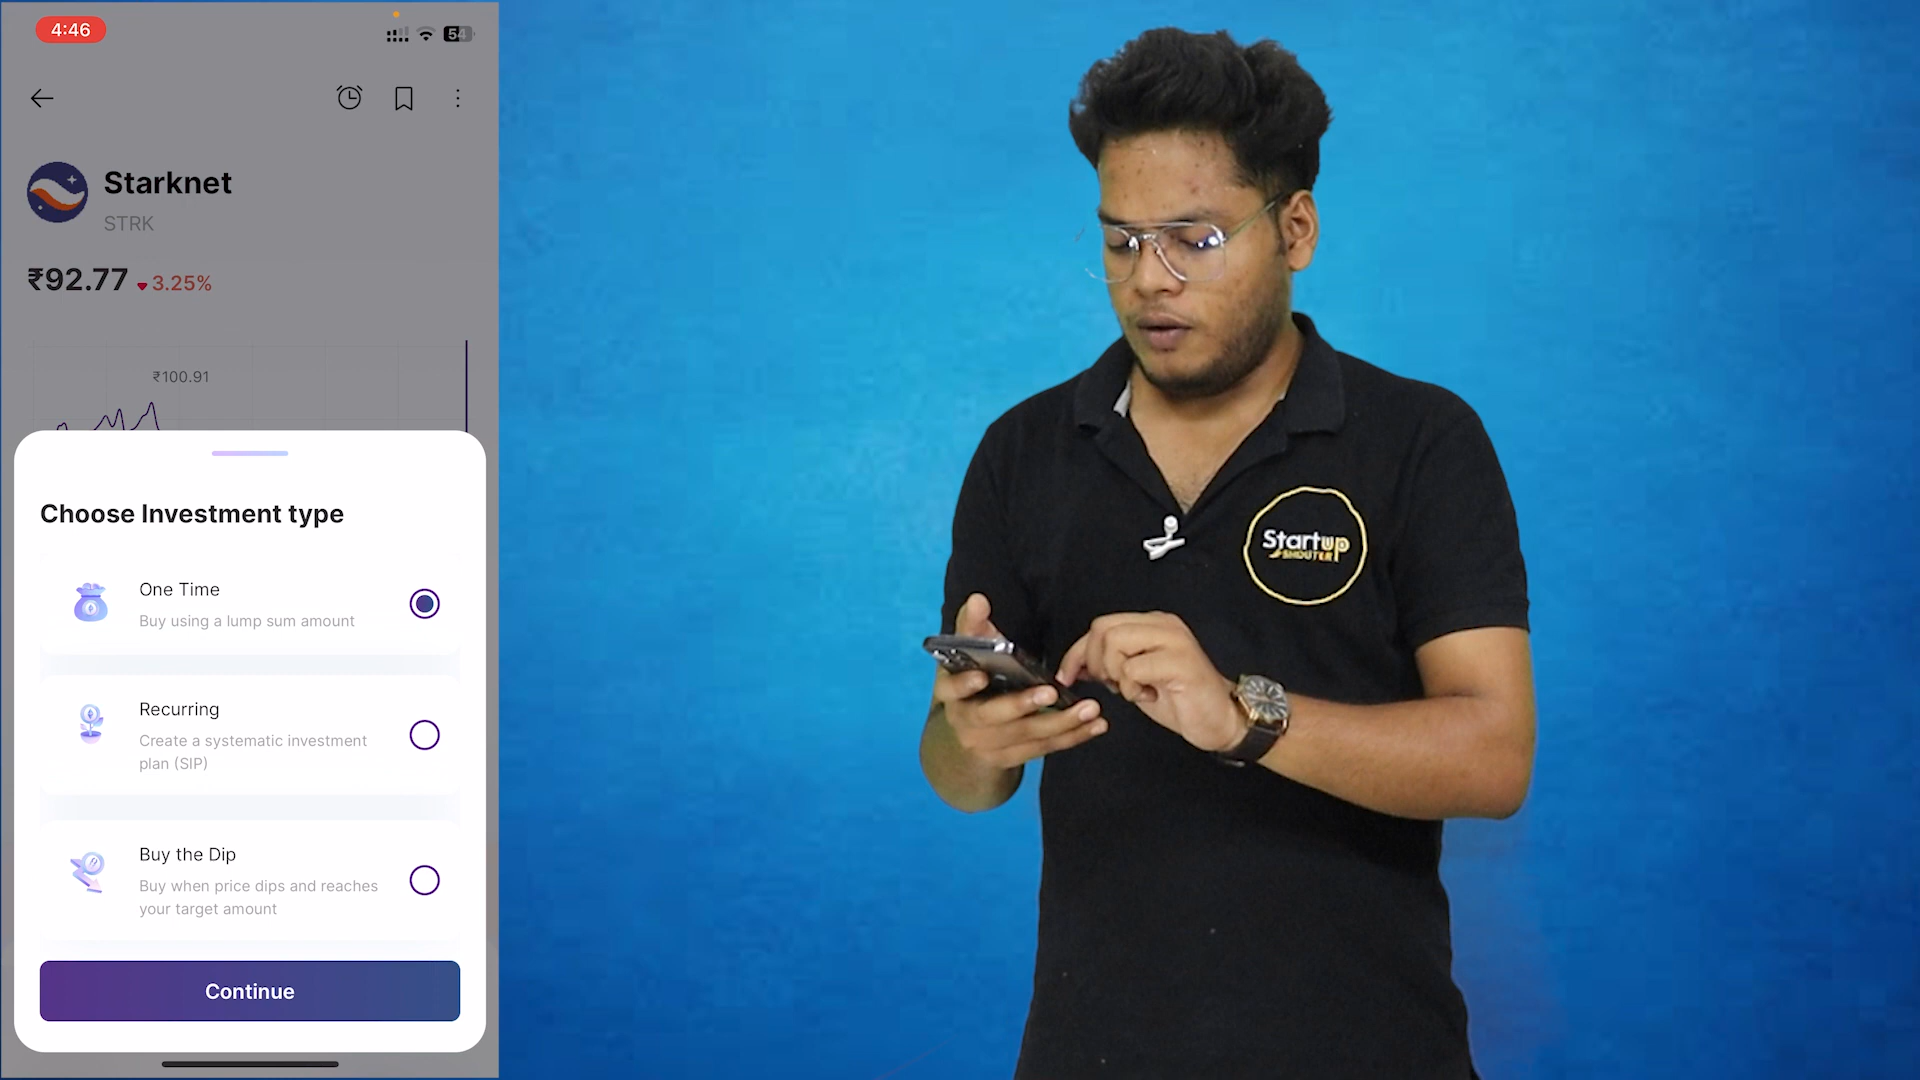 4:46
54
Starknet
STRK
₹92.77 3.25%
₹100.91
Choose Investment type
One Time
Buy using a lump sum amount
Recurring
Create a systematic investment
plan (SIP)
Buy the Dip
Buy when price dips and reaches
your target amount
Continue
Startup
SHOUTER